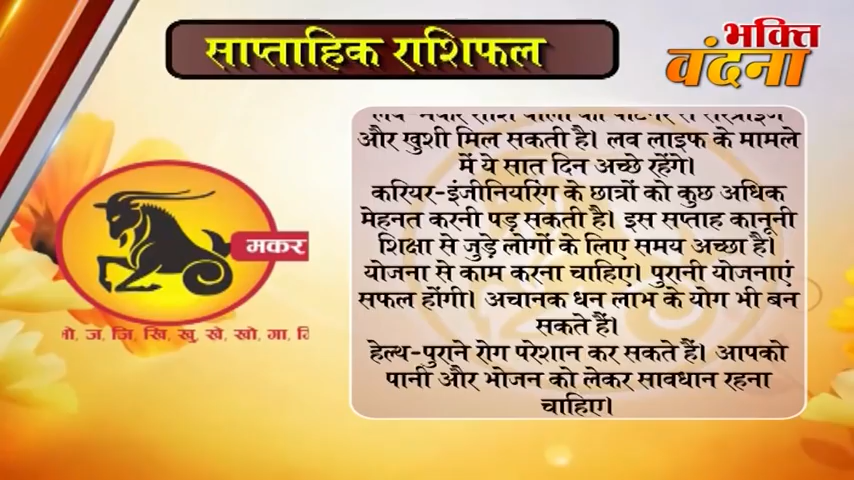 साप्ताहिक राशिफल
भक्ति
वंदना
और खुशी मिल सकती है। लव लाइफ के मामले
में ये सात दिन अच्छे रहेंगे।
करियर-इंजीनियरिंग के छात्रों को कुछ अधिक
मेहनत करनी पड़ सकती है। इस सप्ताह कानूनी
शिक्षा से जुड़े लोगों के लिए समय अच्छा है।
योजना से काम करना चाहिए। पुरानी योजनाएं
सफल होंगी। अचानक धन लाभ के योग भी बन
सकते हैं।
हेल्थ-पुराने रोग परेशान कर सकते हैं। आपको
पानी और भोजन को लेकर सावधान रहना
चाहिए।
मकर
ज, जि, खि, खु, खे, खो, गा,